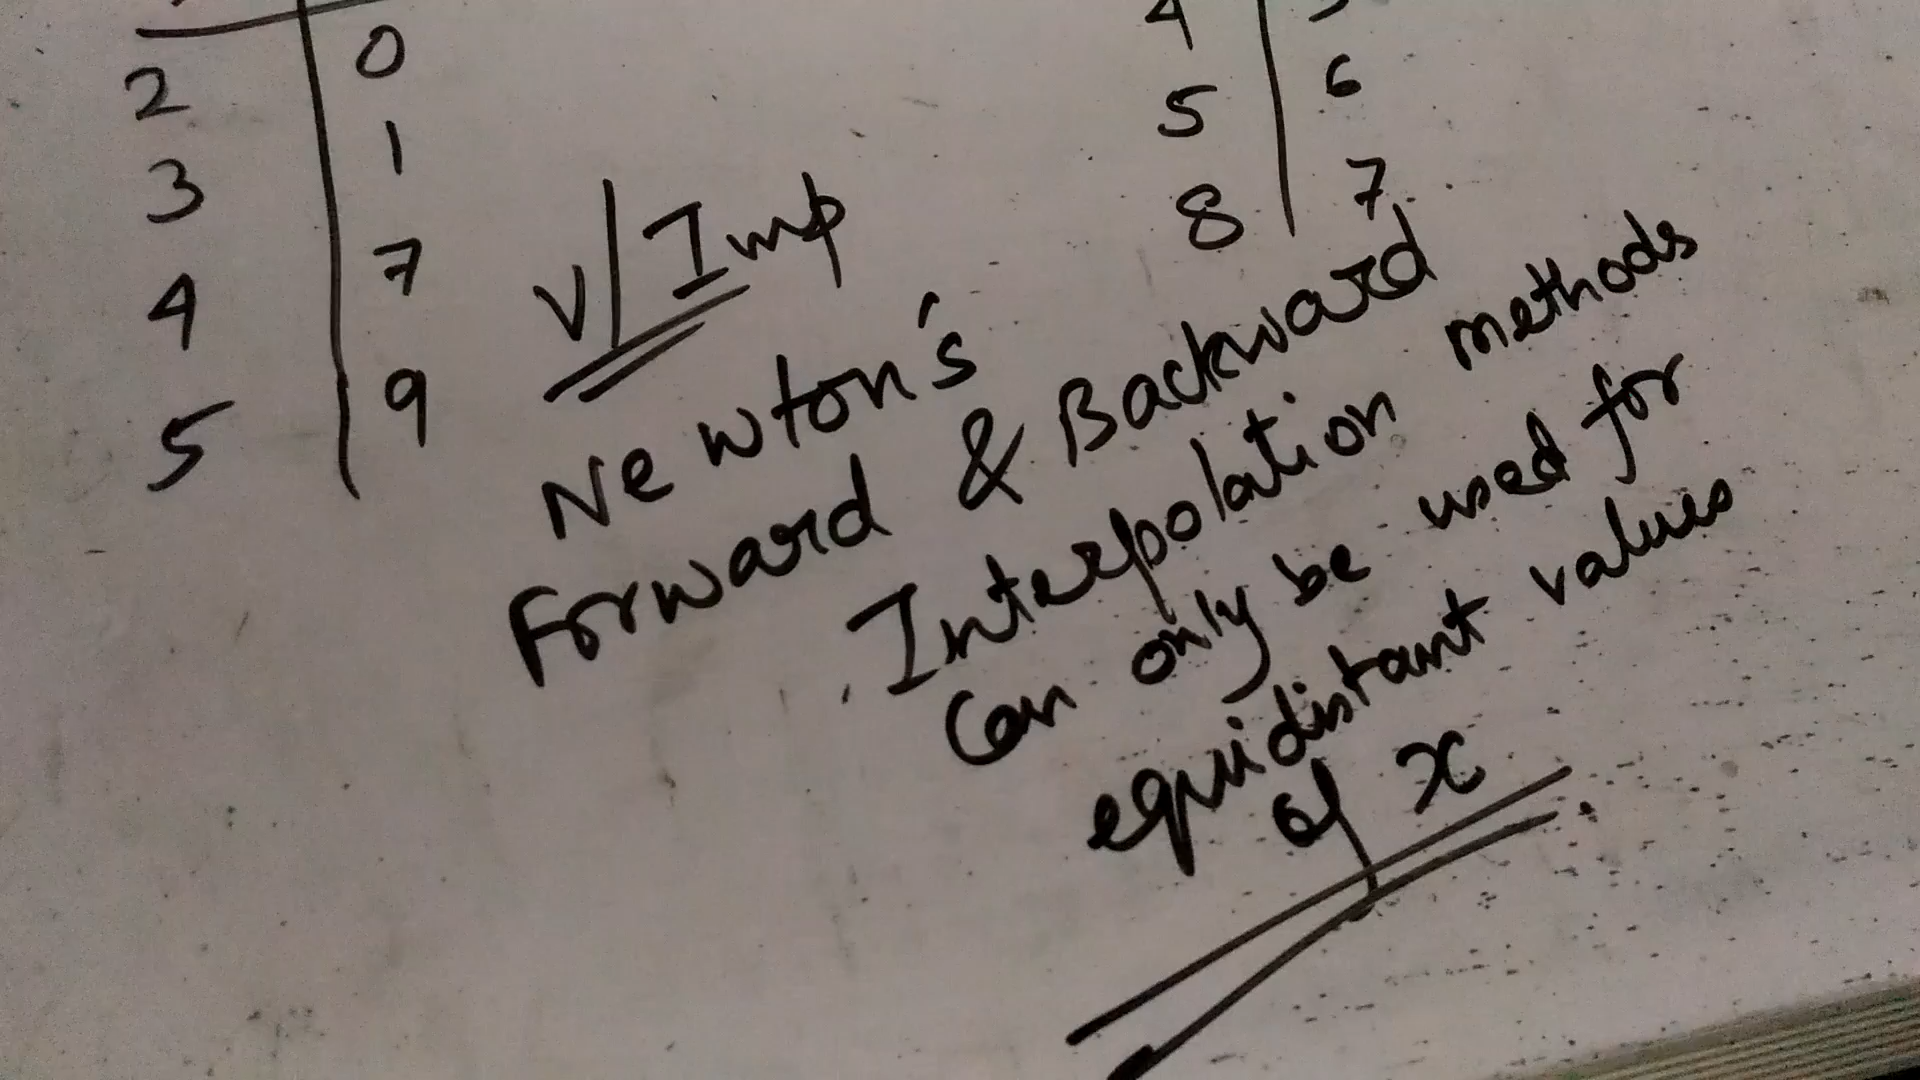 2 0
3 1
4 7
5 9
4
5 6
8 7
V/Imp
Newton's
Forward & Backward
Interpolation methods
Can only be used for
equidistant values
of x